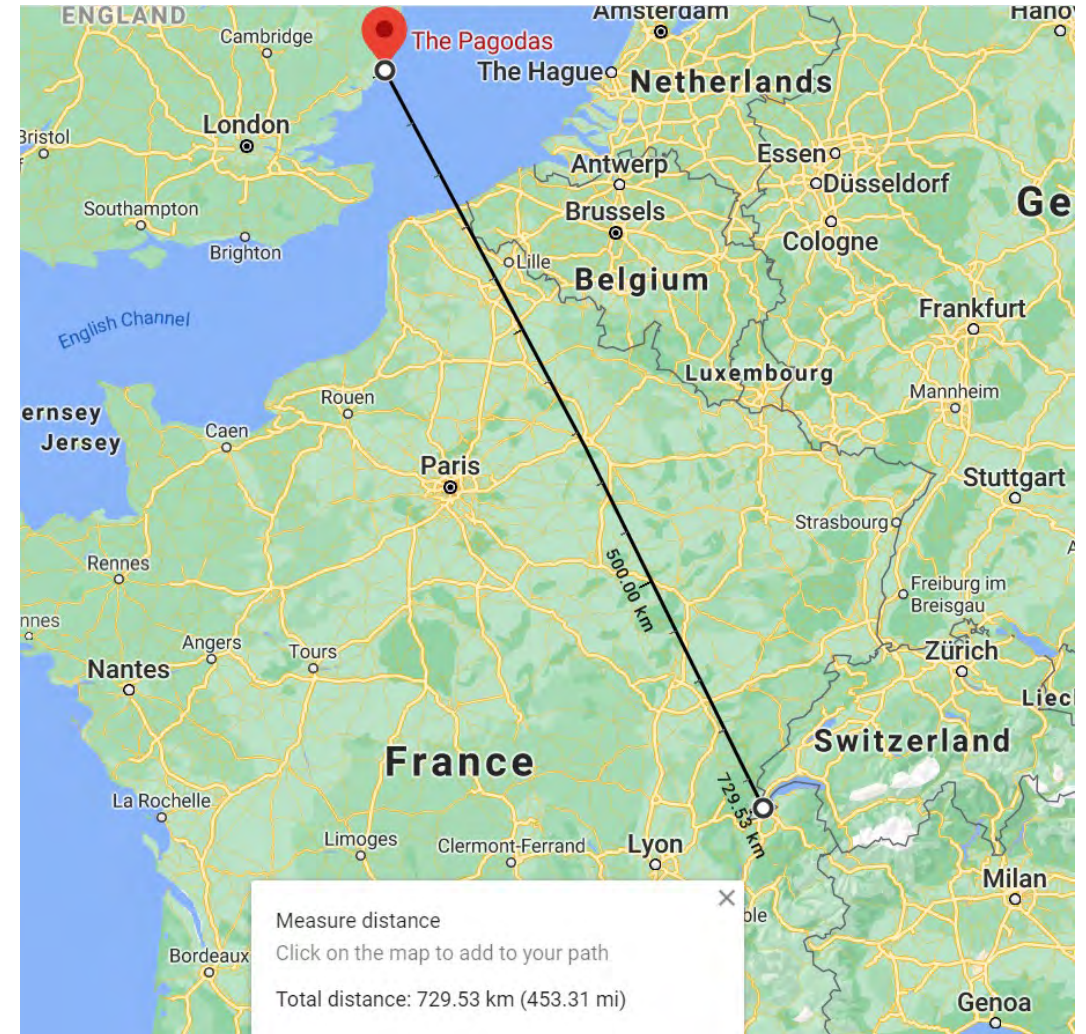 ENGLAND
Cambridge
The Pagodas
Amsterdam
Hanov
The Hague
Netherlands
Bristol
London
Antwerp
Essen
Düsseldorf
Ge
Southampton
Brussels
Brighton
Lille
Cologne
Belgium
English Channel
Frankfurt
Luxembourg
Rouen
Mannheim
ernsey
Jersey
Caen
Paris
Stuttgart
Strasbourg
500.00 km
Rennes
Freiburg im
Breisgau
nnes
Angers
Tours
Zürich
Nantes
Liecl
Switzerland
France
729.53 km
La Rochelle
Limoges
Clermont-Ferrand
Lyon
Milan
Measure distance
ble
Click on the map to add to your path
Bordeaux
Total distance: 729.53 km (453.31 mi)
Genoa